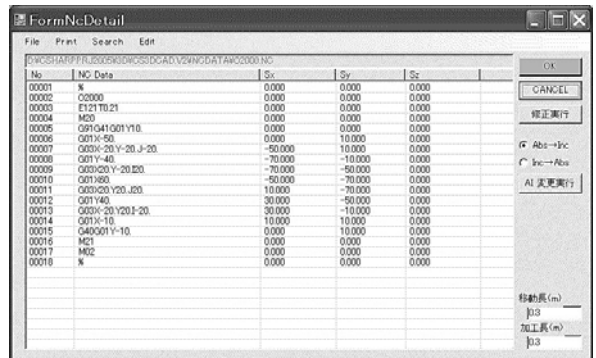 FormNcDetail
File Print Search Edit
D:¥CSHARPPRJ2005¥3D¥CS3DCAD.V2¥NCDATA¥O2000.NC
No NC Data Sx Sy Sz
00001 % 0.000 0.000 0.000
00002 O2000 0.000 0.000 0.000
00003 E121T0.21 0.000 0.000 0.000
00004 M20 0.000 0.000 0.000
00005 G91G41G01Y10. 0.000 0.000 0.000
00006 G01X-50. 0.000 10.000 0.000
00007 G03X-20.Y-20.J-20. -50.000 10.000 0.000
00008 G01Y-40. -70.000 -10.000 0.000
00009 G03X20.Y-20.I20. -70.000 -50.000 0.000
00010 G01X60. -50.000 -70.000 0.000
00011 G03X20.Y20.J20. 10.000 -70.000 0.000
00012 G01Y40. 30.000 -50.000 0.000
00013 G03X-20.Y20.I-20. 30.000 -10.000 0.000
00014 G01X-10. 10.000 10.000 0.000
00015 G40G01Y-10. 0.000 10.000 0.000
00016 M21 0.000 0.000 0.000
00017 M02 0.000 0.000 0.000
00018 % 0.000 0.000 0.000
OK
CANCEL
修正実行
Abs→Inc
Inc→Abs
AI 変更実行
移動長(m)
0.3
加工長(m)
0.3